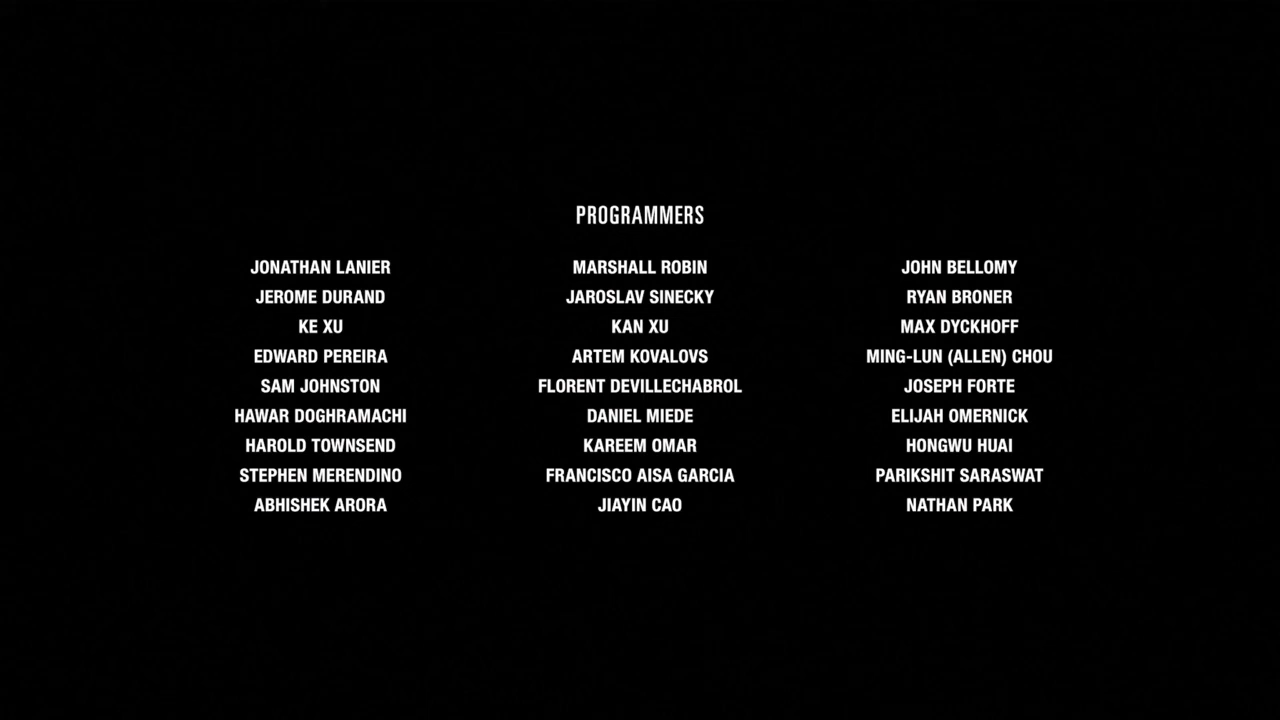 PROGRAMMERS
JONATHAN LANIER MARSHALL ROBIN JOHN BELLOMY
JEROME DURAND JAROSLAV SINECKY RYAN BRONER
KE XU KAN XU MAX DYCKHOFF
EDWARD PEREIRA ARTEM KOVALOVS MING-LUN (ALLEN) CHOU
SAM JOHNSTON FLORENT DEVILLECHABROL JOSEPH FORTE
HAWAR DOGHRAMACHI DANIEL MIEDE ELIJAH OMERNICK
HAROLD TOWNSEND KAREEM OMAR HONGWU HUAI
STEPHEN MERENDINO FRANCISCO AISA GARCIA PARIKSHIT SARASWAT
ABHISHEK ARORA JIAYIN CAO NATHAN PARK